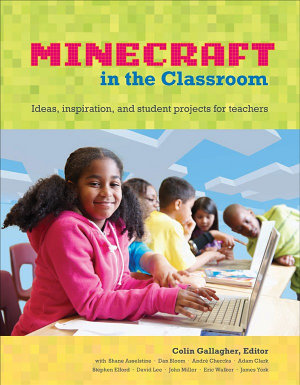 MINECRAFT
in the Classroom
Ideas, inspiration, and student projects for teachers
Colin Gallagher, Editor
with Shane Asselstine · Dan Bloom · André Chercka · Adam Clark
Stéphen Elford · David Lee · John Miller · Eric Walker · James York